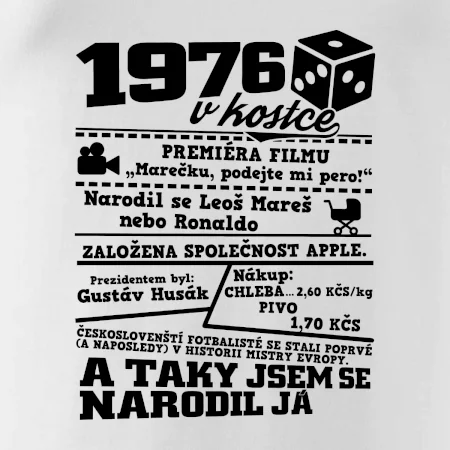 1976
v kostce
PREMIÉRA FILMU
„Marečku, podejte mi pero!“
Narodil se Leoš Mareš
nebo Ronaldo
ZALOŽENA SPOLEČNOST APPLE.
Prezidentem byl:
Gustáv Husák
Nákup:
CHLEBA... 2,60 KČS/kg
PIVO
1,70 KČS
ČESKOSLOVENŠTÍ FOTBALISTÉ SE STALI POPRVÉ
(A NAPOSLEDY) V HISTORII MISTRY EVROPY.
A TAKY JSEM SE
NARODIL JÁ